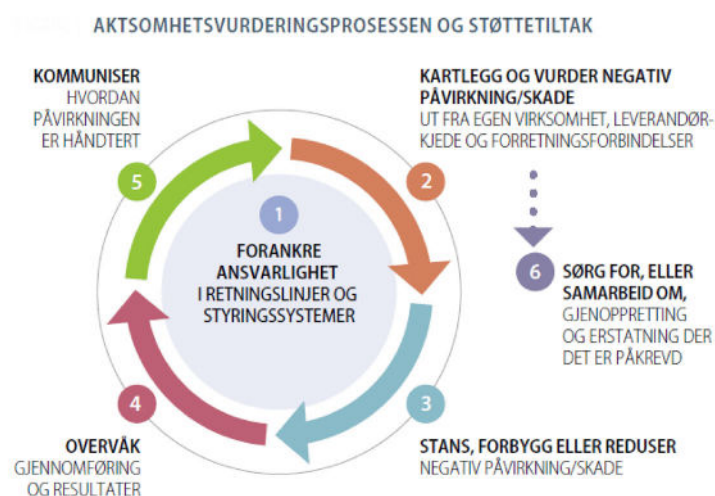 AKTSOMHETSVURDERINGSPROSESSEN OG STØTTETILTAK
1
FORANKRE
ANSVARLIGHET
I RETNINGSLINJER OG
STYRINGSSYSTEMER
2
KARTLEGG OG VURDER NEGATIV
PÅVIRKNING/SKADE
UT FRA EGEN VIRKSOMHET, LEVERANDØR-
KJEDE OG FORRETNINGSFORBINDELSER
3
STANS, FORBYGG ELLER REDUSER
NEGATIV PÅVIRKNING/SKADE
4
OVERVÅK
GJENNOMFØRING
OG RESULTATER
5
KOMMUNISER
HVORDAN
PÅVIRKNINGEN
ER HÅNDTERT
6
SØRG FOR, ELLER
SAMARBEID OM,
GJENOPPRETTING
OG ERSTATNING DER
DET ER PÅKREVD